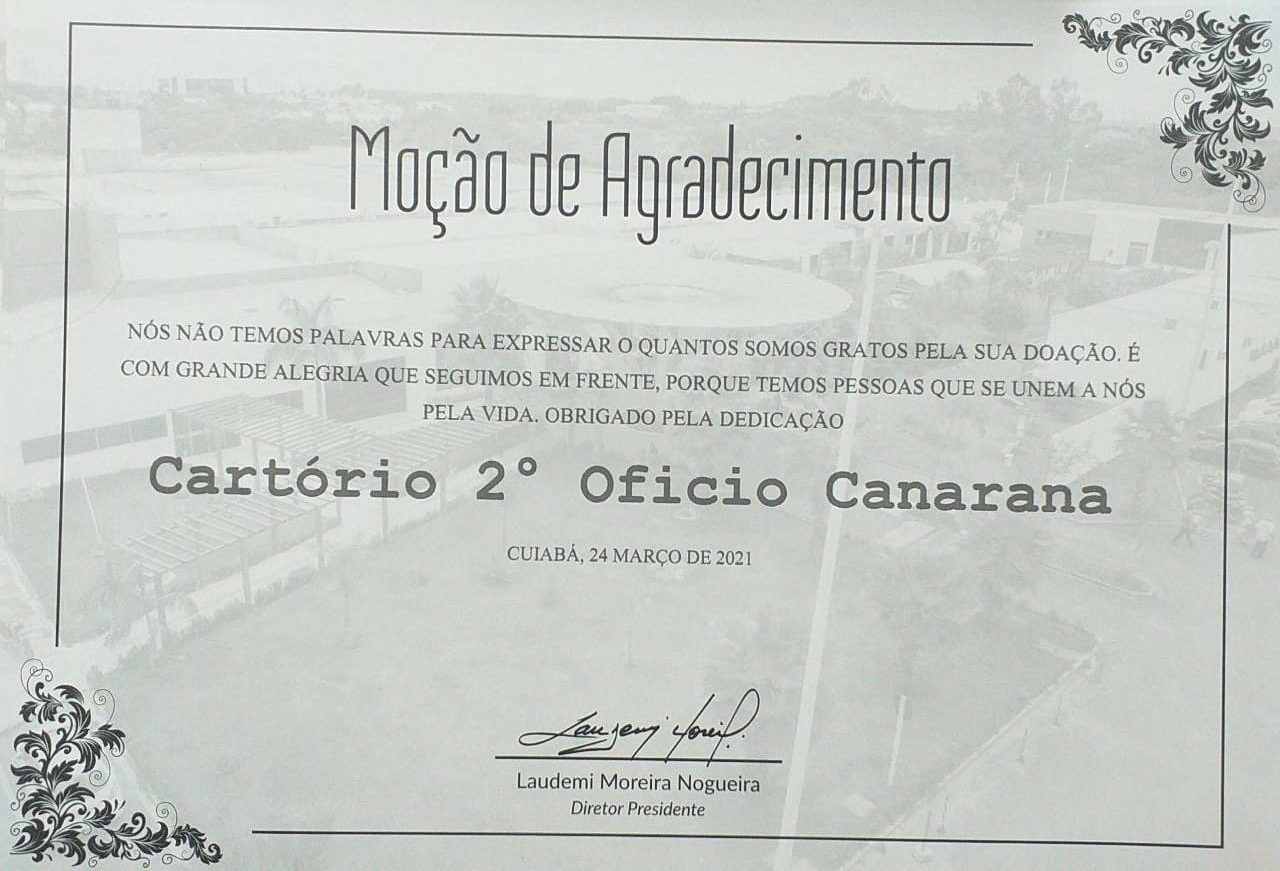 Moção de Agradecimento
NÓS NÃO TEMOS PALAVRAS PARA EXPRESSAR O QUANTOS SOMOS GRATOS PELA SUA DOAÇÃO. É
COM GRANDE ALEGRIA QUE SEGUIMOS EM FRENTE, PORQUE TEMOS PESSOAS QUE SE UNEM A NÓS
PELA VIDA. OBRIGADO PELA DEDICAÇÃO
Cartório 2° Oficio Canarana
CUIABÁ, 24 MARÇO DE 2021
Laudemi Moreira Nogueira
Diretor Presidente